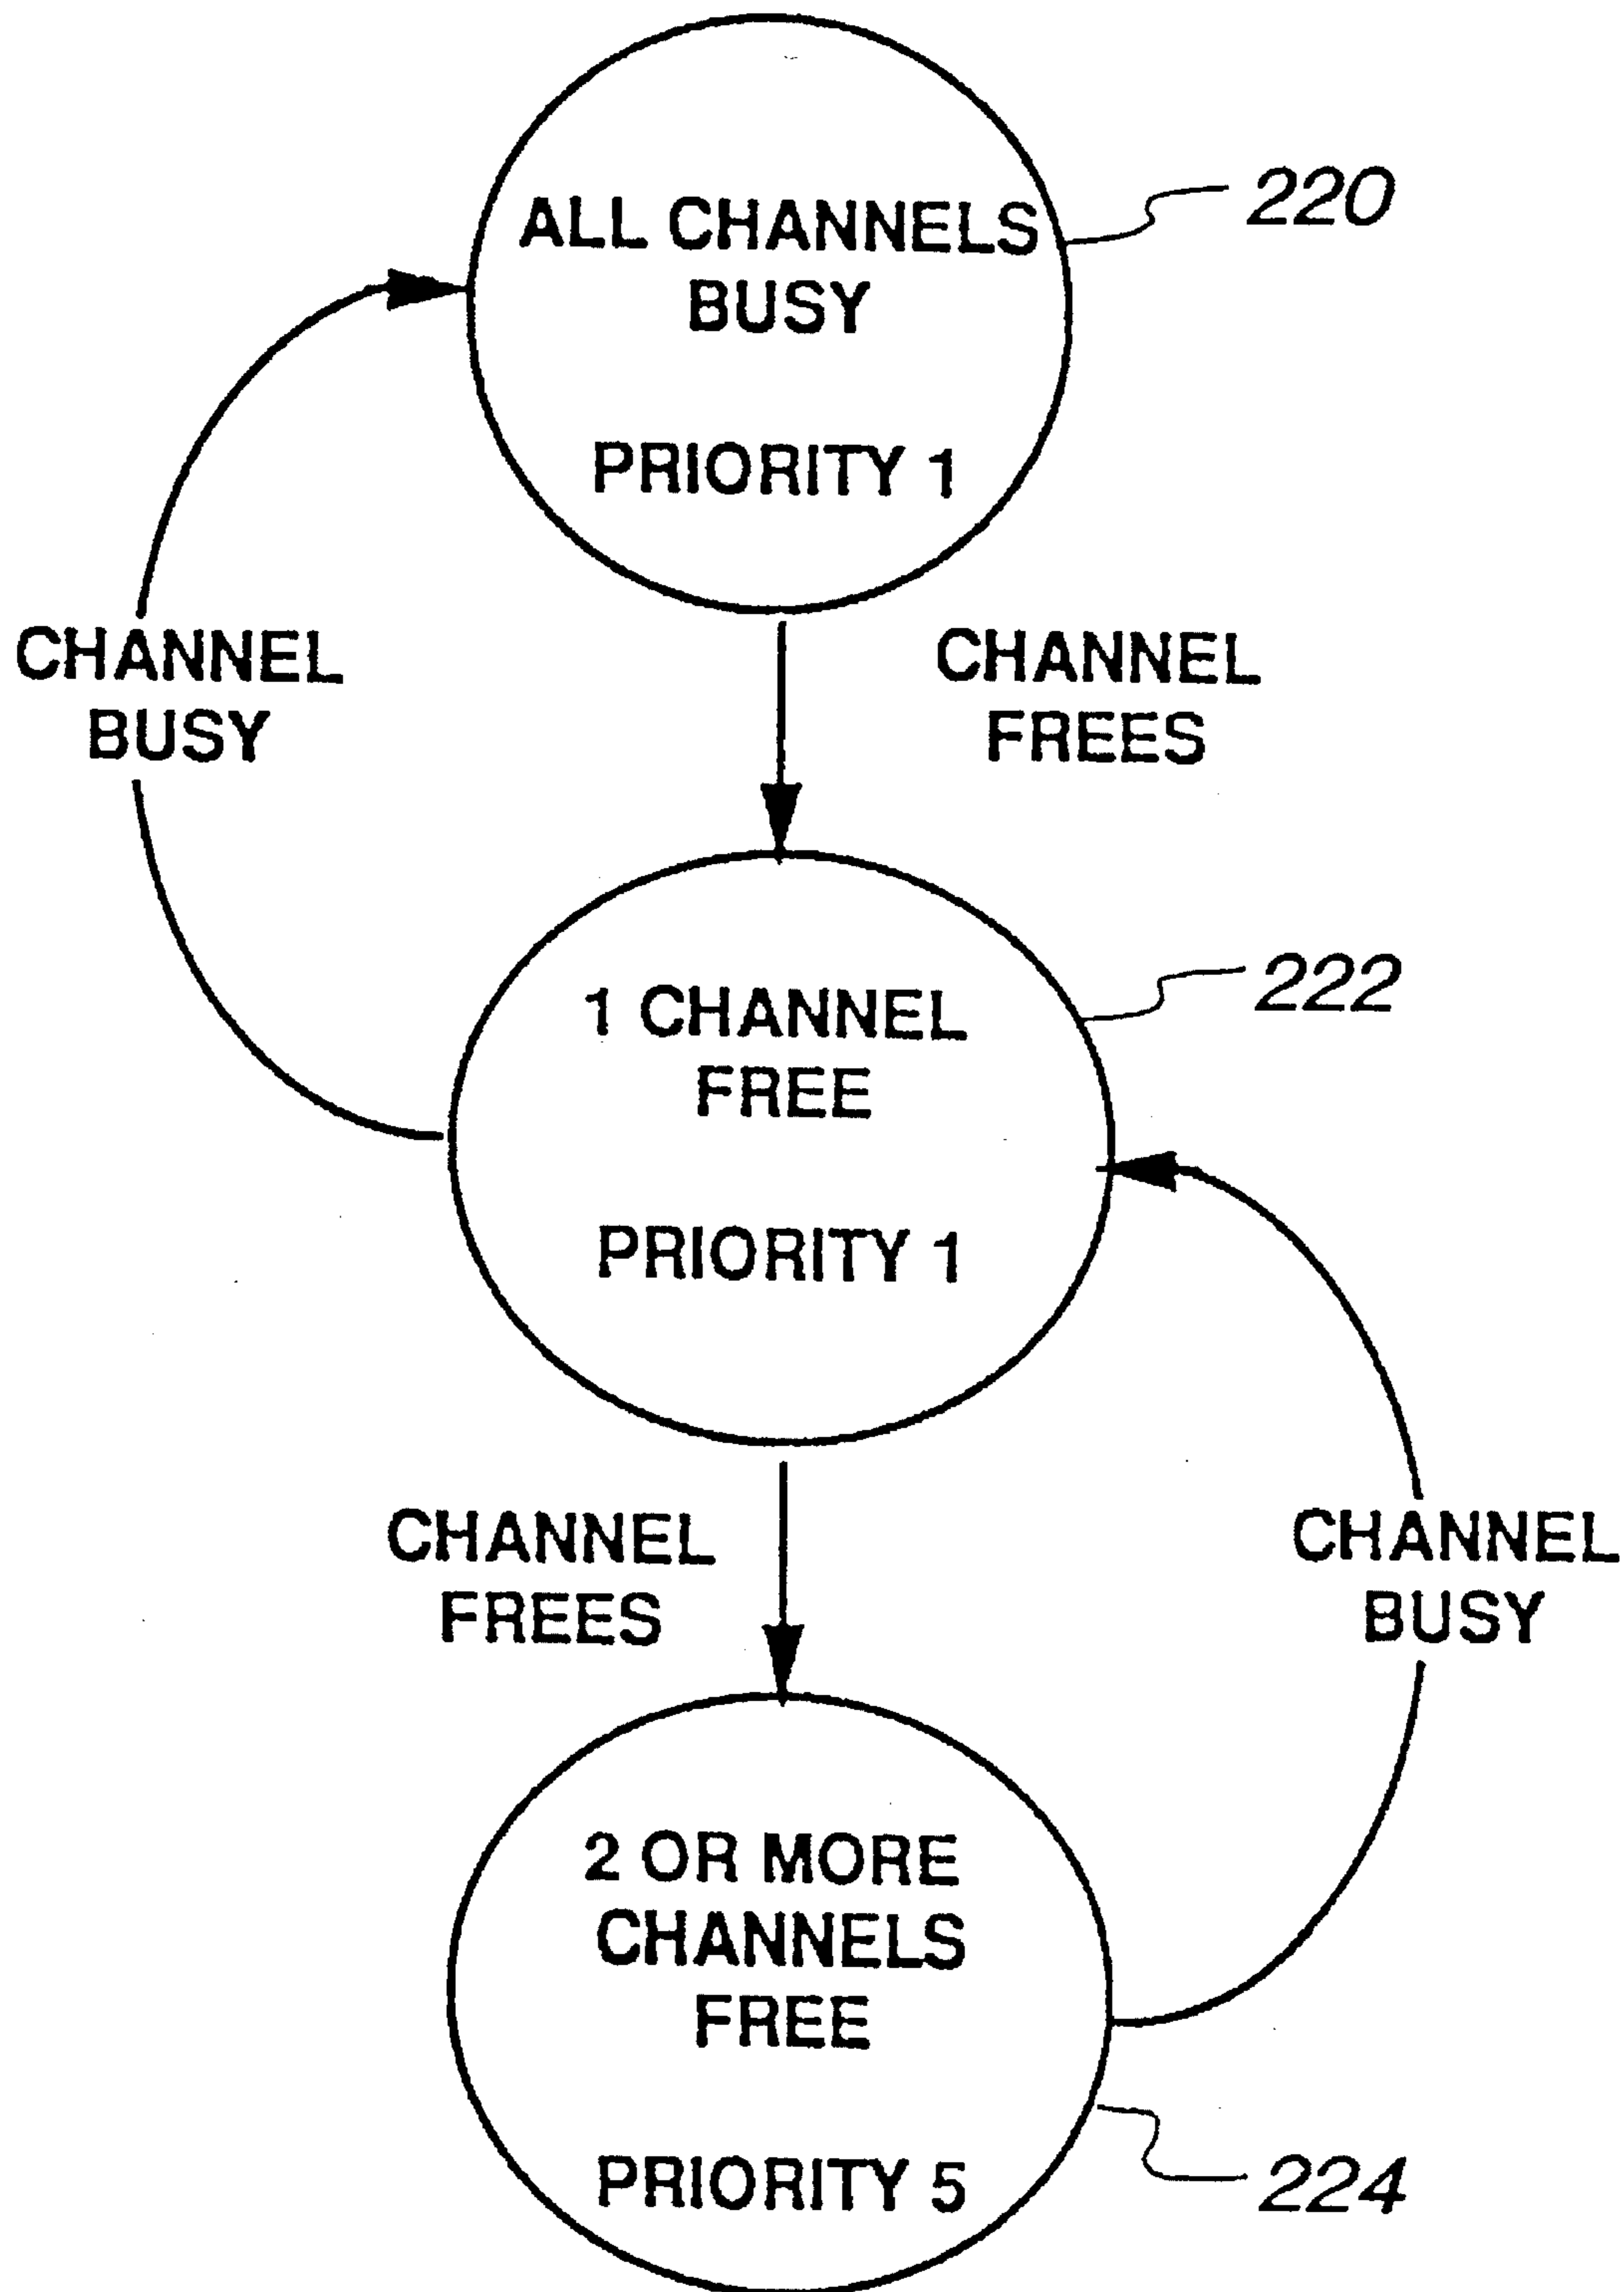 ALL CHANNELS
BUSY
PRIORITY 1
220
CHANNEL
BUSY
CHANNEL
FREES
1 CHANNEL
FREE
PRIORITY 1
222
CHANNEL
FREES
CHANNEL
BUSY
2 OR MORE
CHANNELS
FREE
PRIORITY 5
224